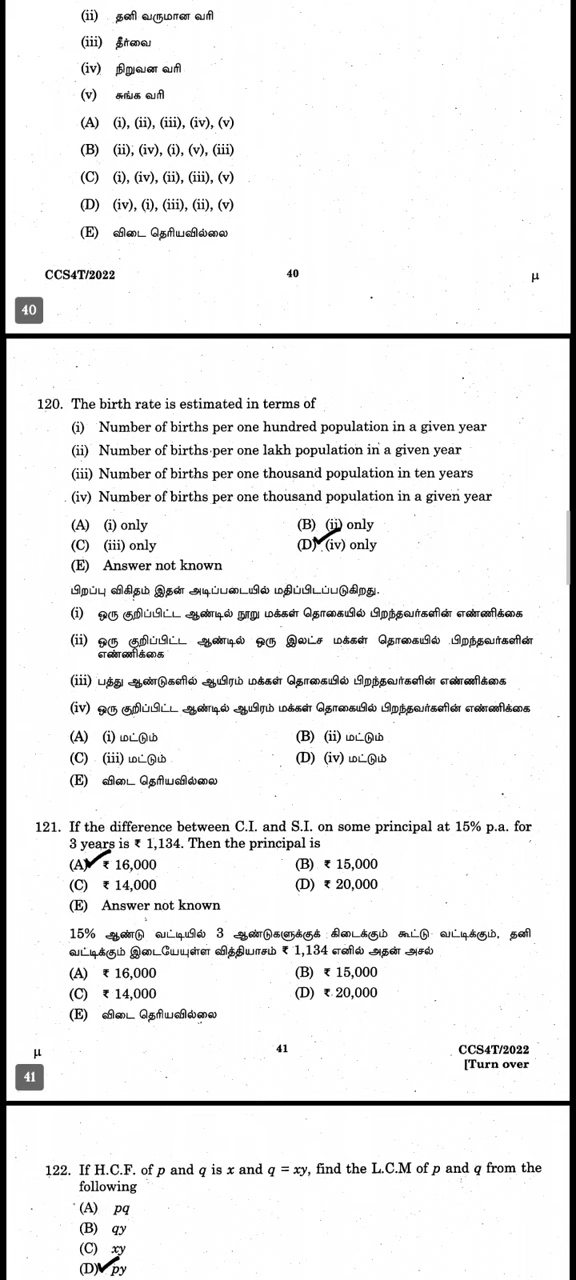 (ii) தனி வருமான வரி
(iii) தீர்வை
(iv) நிறுவன வரி
(v) சுங்க வரி
(A) (i), (ii), (iii), (iv), (v)
(B) (ii), (iv), (i), (v), (iii)
(C) (i), (iv), (ii), (iii), (v)
(D) (iv), (i), (iii), (ii), (v)
(E) விடை தெரியவில்லை
CCS4T/2022 40 μ
40
120. The birth rate is estimated in terms of
(i) Number of births per one hundred population in a given year
(ii) Number of births per one lakh population in a given year
(iii) Number of births per one thousand population in ten years
(iv) Number of births per one thousand population in a given year
(A) (i) only (B) (ii) only
(C) (iii) only (D) (iv) only
(E) Answer not known
பிறப்பு விகிதம் இதன் அடிப்படையில் மதிப்பிடப்படுகிறது.
(i) ஒரு குறிப்பிட்ட ஆண்டில் நூறு மக்கள் தொகையில் பிறந்தவர்களின் எண்ணிக்கை
(ii) ஒரு குறிப்பிட்ட ஆண்டில் ஒரு இலட்ச மக்கள் தொகையில் பிறந்தவர்களின்
எண்ணிக்கை
(iii) பத்து ஆண்டுகளில் ஆயிரம் மக்கள் தொகையில் பிறந்தவர்களின் எண்ணிக்கை
(iv) ஒரு குறிப்பிட்ட ஆண்டில் ஆயிரம் மக்கள் தொகையில் பிறந்தவர்களின் எண்ணிக்கை
(A) (i) மட்டும் (B) (ii) மட்டும்
(C) (iii) மட்டும் (D) (iv) மட்டும்
(E) விடை தெரியவில்லை
121. If the difference between C.I. and S.I. on some principal at 15% p.a. for
3 years is ₹ 1,134. Then the principal is
(A) ₹ 16,000 (B) ₹ 15,000
(C) ₹ 14,000 (D) ₹ 20,000
(E) Answer not known
15% ஆண்டு வட்டியில் 3 ஆண்டுகளுக்குக் கிடைக்கும் கூட்டு வட்டிக்கும், தனி
வட்டிக்கும் இடையேயுள்ள வித்தியாசம் ₹ 1,134 எனில் அதன் அசல்
(A) ₹ 16,000 (B) ₹ 15,000
(C) ₹ 14,000 (D) ₹ 20,000
(E) விடை தெரியவில்லை
μ 41 CCS4T/2022
[Turn over
41
122. If H.C.F. of p and q is x and q = xy, find the L.C.M of p and q from the
following
(A) pq
(B) qy
(C) xy
(D) py